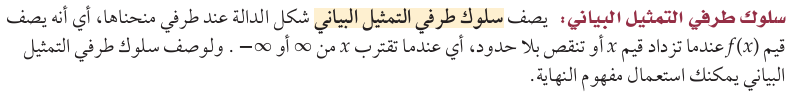 سلوك طرفي التمثيل البياني: يصف سلوك طرفي التمثيل البياني شكل الدالة عند طرفي منحناها، أي أنه يصف
قيم f(x) عندما تزداد قيم x أو تنقص بلا حدود، أي عندما تقترب x من ∞ أو ∞− . ولوصف سلوك طرفي التمثيل
البياني يمكنك استعمال مفهوم النهاية.